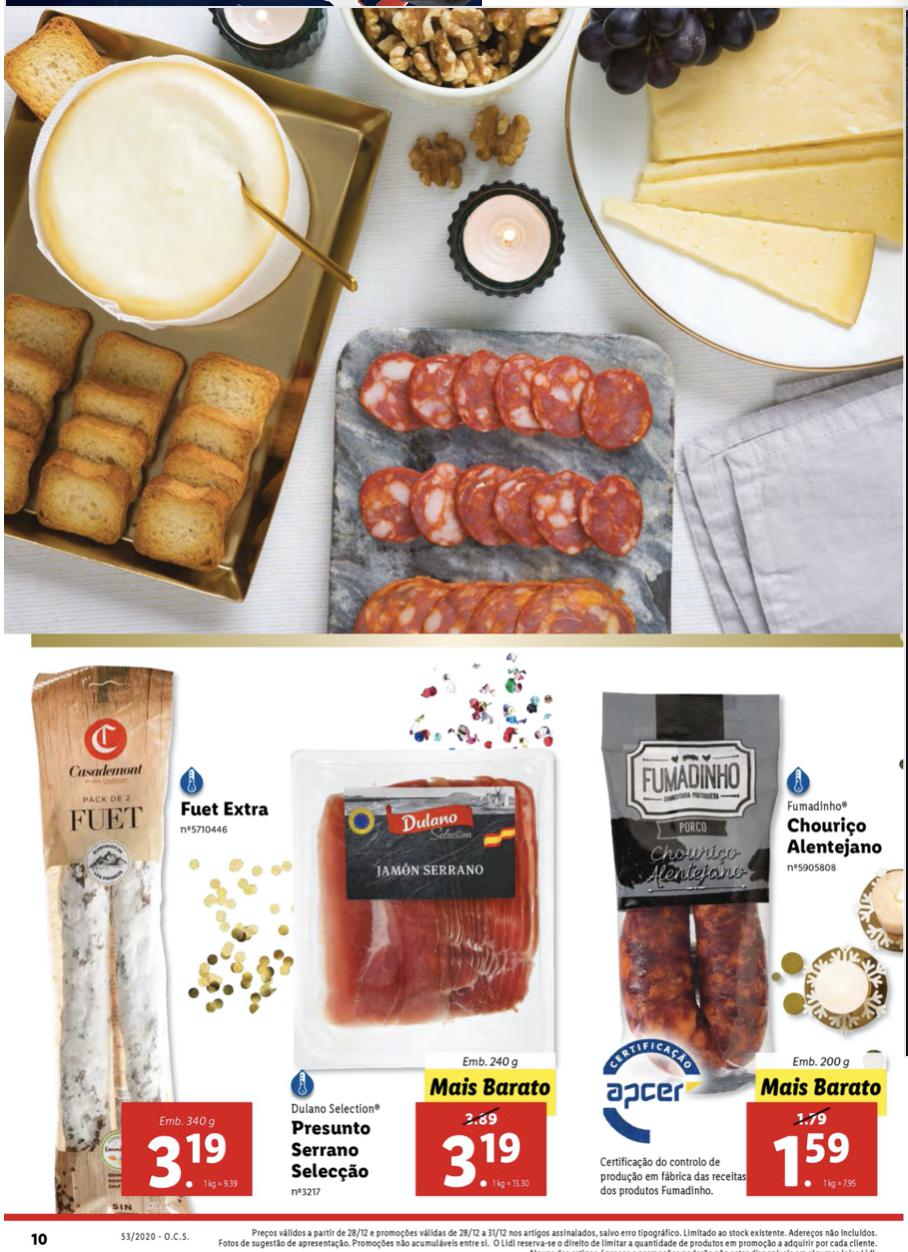 Casademont
PACK DE 2
FUET
SIN
Fuet Extra
nº5710446
Dulano
Selection
JAMÓN SERRANO
FUMADINHO
CHARCUTARIA PORTUGUESA
PORCO
Chouriço
Alentejano
Fumadinho®
Chouriço
Alentejano
nº5905808
Emb. 340 g
3.19
1 kg = 9.39
Dulano Selection®
Presunto
Serrano
Selecção
nº3217
Emb. 240 g
Mais Barato
3.89
3.19
1 kg = 13.30
CERTIFICAÇÃO
apcer
Certificação do controlo de
produção em fábrica das receitas
dos produtos Fumadinho.
Emb. 200 g
Mais Barato
1.79
1.59
1 kg = 7.95
10
53/2020 - O.C.S.
Preços válidos a partir de 28/12 e promoções válidas de 28/12 a 31/12 nos artigos assinalados, salvo erro tipográfico. Limitado ao stock existente. Adereços não incluídos.
Fotos de sugestão de apresentação. Promoções não acumuláveis entre si. O Lidl reserva-se o direito de limitar a quantidade de produtos em promoção a adquirir por cada cliente.